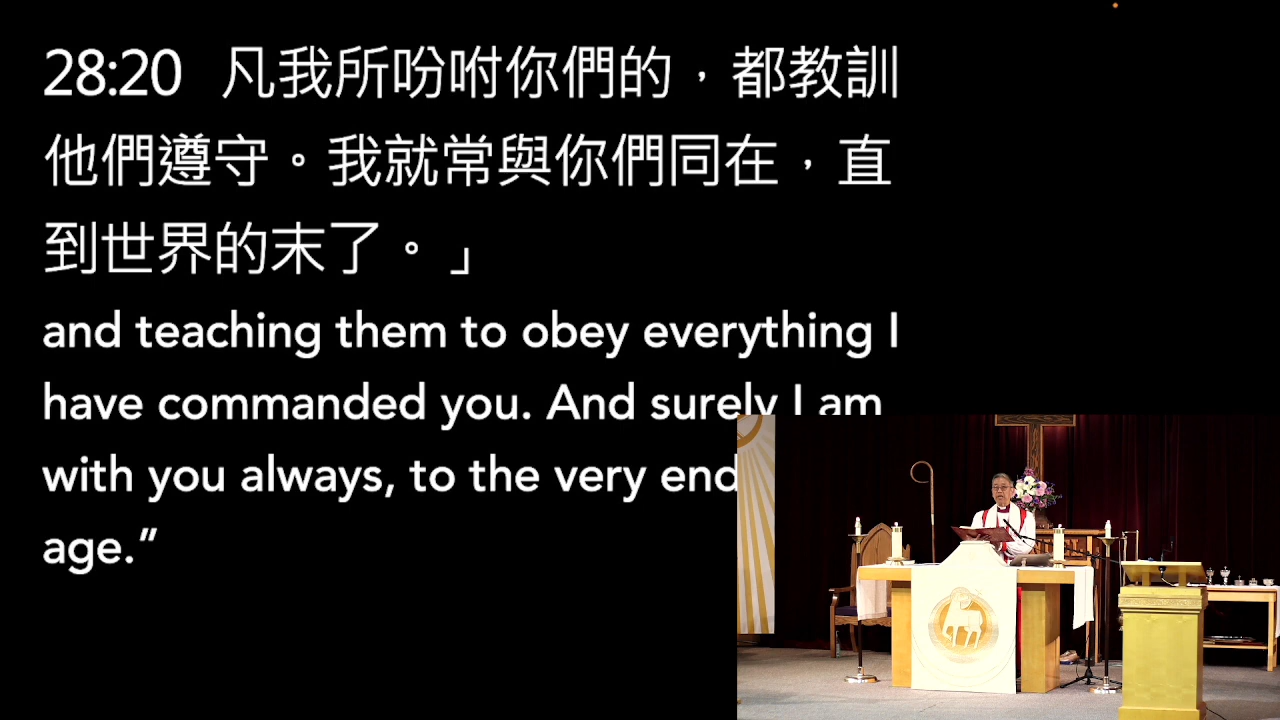 28:20 凡我所吩咐你們的，都教訓
他們遵守。我就常與你們同在，直
到世界的末了。」
and teaching them to obey everything I
have commanded you. And surely I am
with you always, to the very end
age.”